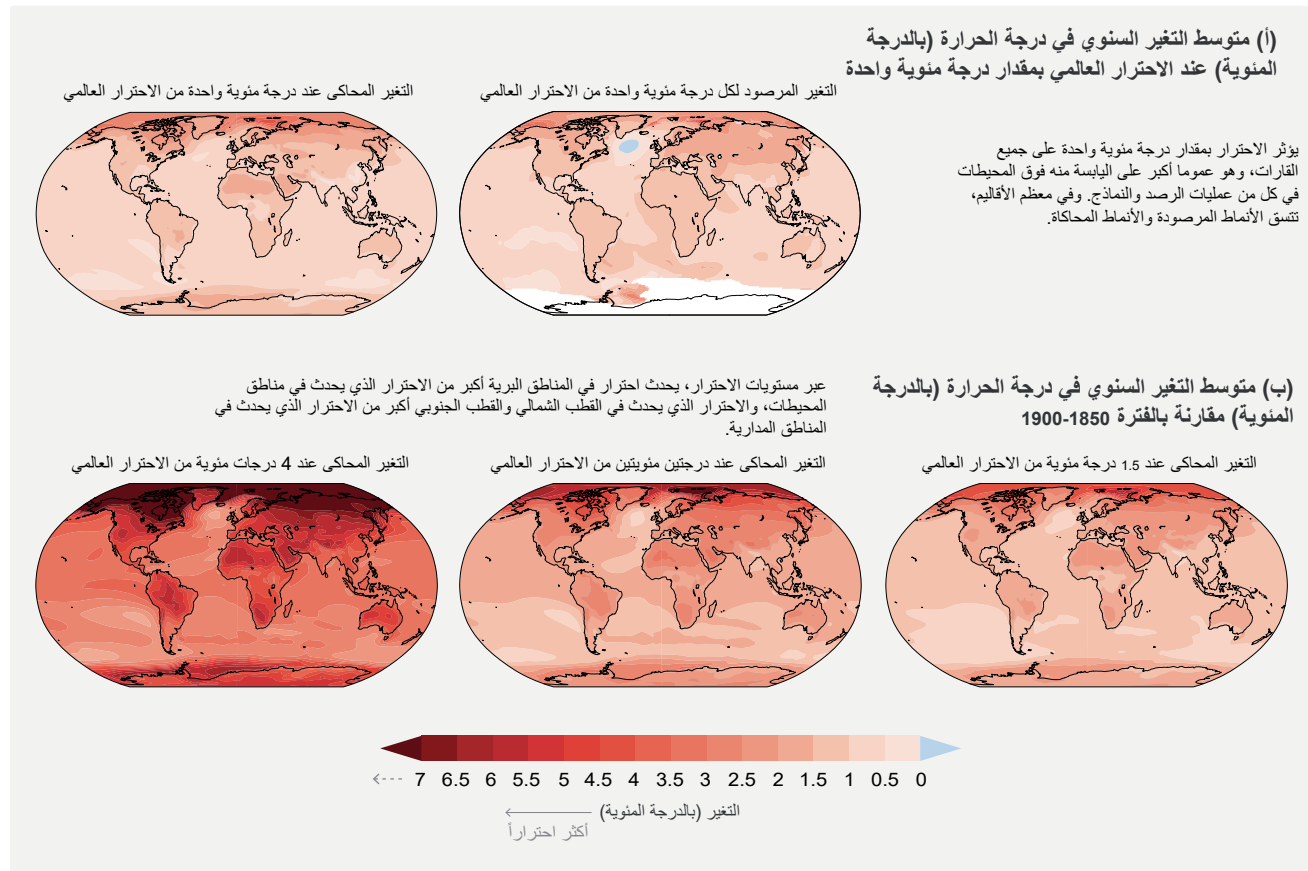 (أ) متوسط التغير السنوي في درجة الحرارة (بالدرجة
المئوية) عند الاحترار العالمي بمقدار درجة مئوية واحدة
يؤثر الاحترار بمقدار درجة مئوية واحدة على جميع
القارات، وهو عموما أكبر على اليابسة منه فوق المحيطات
في كل من عمليات الرصد والنماذج. وفي معظم الأقاليم،
تتسق الأنماط المرصودة والأنماط المحاكاة.
التغير المرصود لكل درجة مئوية واحدة من الاحترار العالمي
التغير المحاكى عند درجة مئوية واحدة من الاحترار العالمي
(ب) متوسط التغير السنوي في درجة الحرارة (بالدرجة
المئوية) مقارنة بالفترة 1850-1900
عبر مستويات الاحترار، يحدث احترار في المناطق البرية أكبر من الاحترار الذي يحدث في مناطق
المحيطات، والاحترار الذي يحدث في القطب الشمالي والقطب الجنوبي أكبر من الاحترار الذي يحدث في
المناطق المدارية.
التغير المحاكى عند 1.5 درجة مئوية من الاحترار العالمي
التغير المحاكى عند درجتين مئويتين من الاحترار العالمي
التغير المحاكى عند 4 درجات مئوية من الاحترار العالمي
0 0.5 1 1.5 2 2.5 3 3.5 4 4.5 5 5.5 6 6.5 7
التغير (بالدرجة المئوية)
أكثر احتراراً